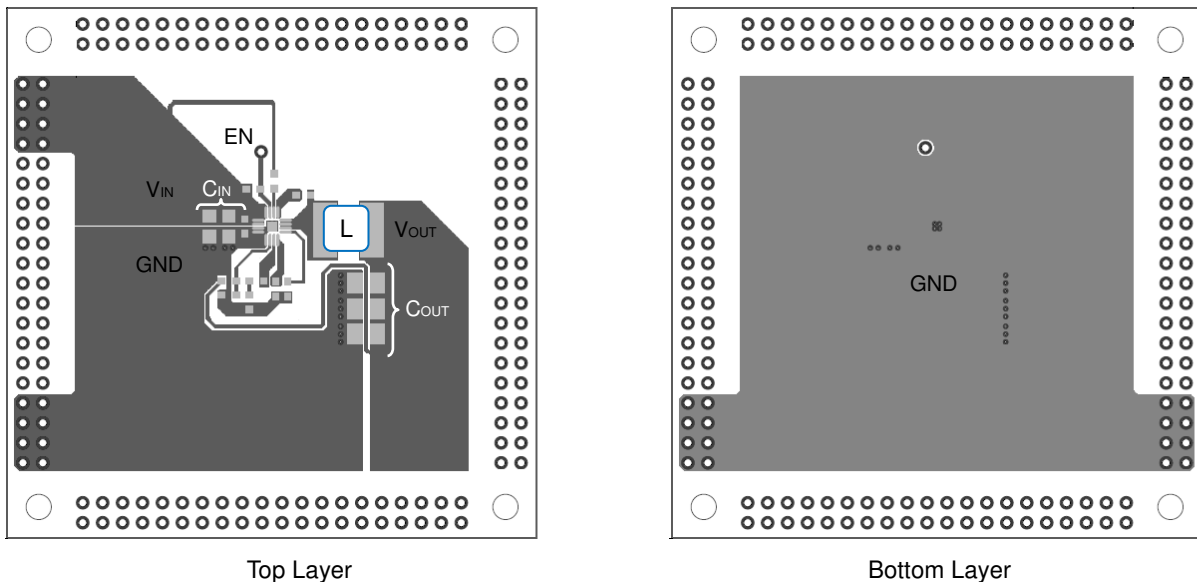 EN
VIN
CIN
L
VOUT
GND
COUT
GND
Top Layer
Bottom Layer